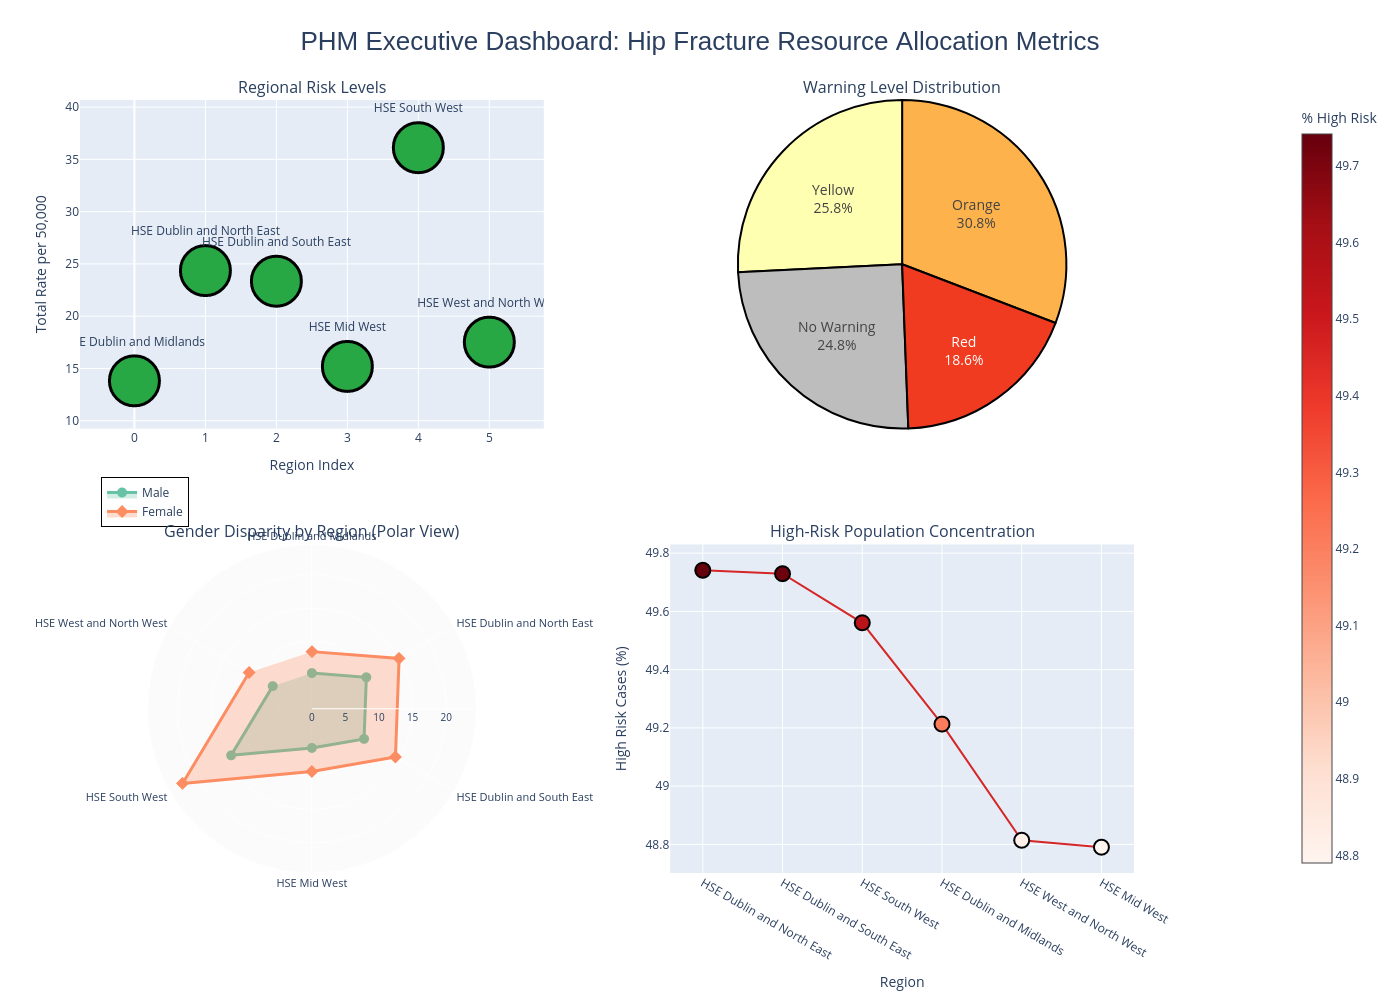 PHM Executive Dashboard: Hip Fracture Resource Allocation Metrics
Regional Risk Levels
Total Rate per 50,000
40
35
30
25
20
15
10
HSE South West
HSE Dublin and North East
HSE Dublin and South East
HSE West and North W
HSE Mid West
E Dublin and Midlands
0
1
2
3
4
5
Region Index
Warning Level Distribution
Yellow
25.8%
Orange
30.8%
No Warning
24.8%
Red
18.6%
% High Risk
49.7
49.6
49.5
49.4
49.3
49.2
49.1
49
48.9
48.8
Male
Female
Gender Disparity by Region (Polar View)
HSE Dublin and Midlands
HSE West and North West
HSE Dublin and North East
0
5
10
15
20
HSE South West
HSE Dublin and South East
HSE Mid West
High-Risk Population Concentration
High Risk Cases (%)
49.8
49.6
49.4
49.2
49
48.8
HSE Dublin and North East
HSE Dublin and South East
HSE South West
HSE Dublin and Midlands
HSE West and North West
HSE Mid West
Region